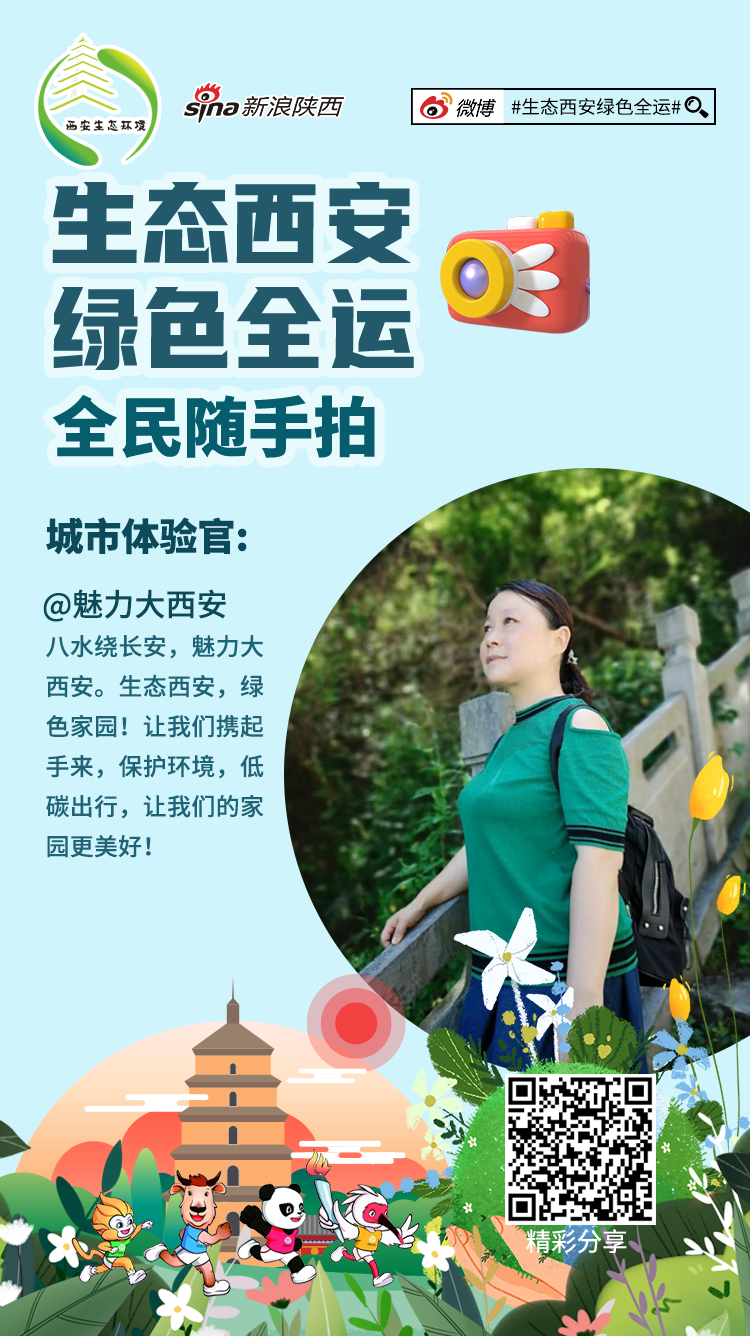 西安生态环境
sina新浪陕西
微博 #生态西安绿色全运#
生态西安
绿色全运
全民随手拍
城市体验官:
@魅力大西安
八水绕长安，魅力大
西安。生态西安，绿
色家园！让我们携起
手来，保护环境，低
碳出行，让我们的家
园更美好！
精彩分享